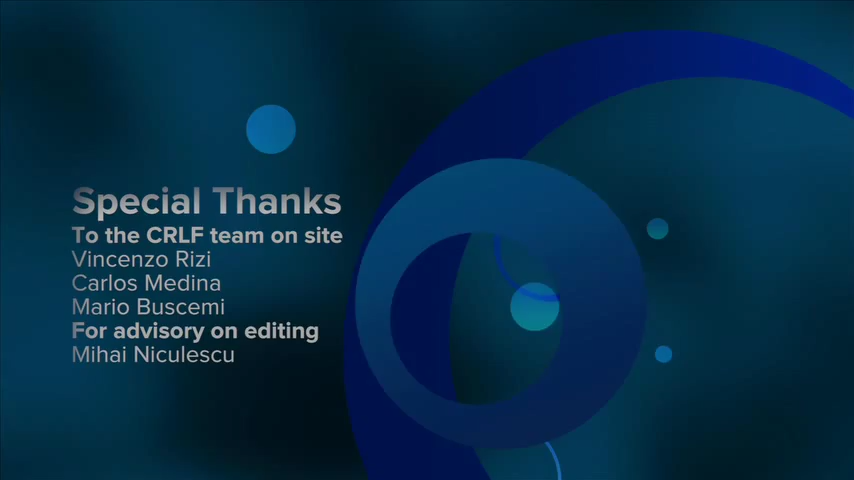 Special Thanks
To the CRLF team on site
Vincenzo Rizi
Carlos Medina
Mario Buscemi
For advisory on editing
Mihai Niculescu